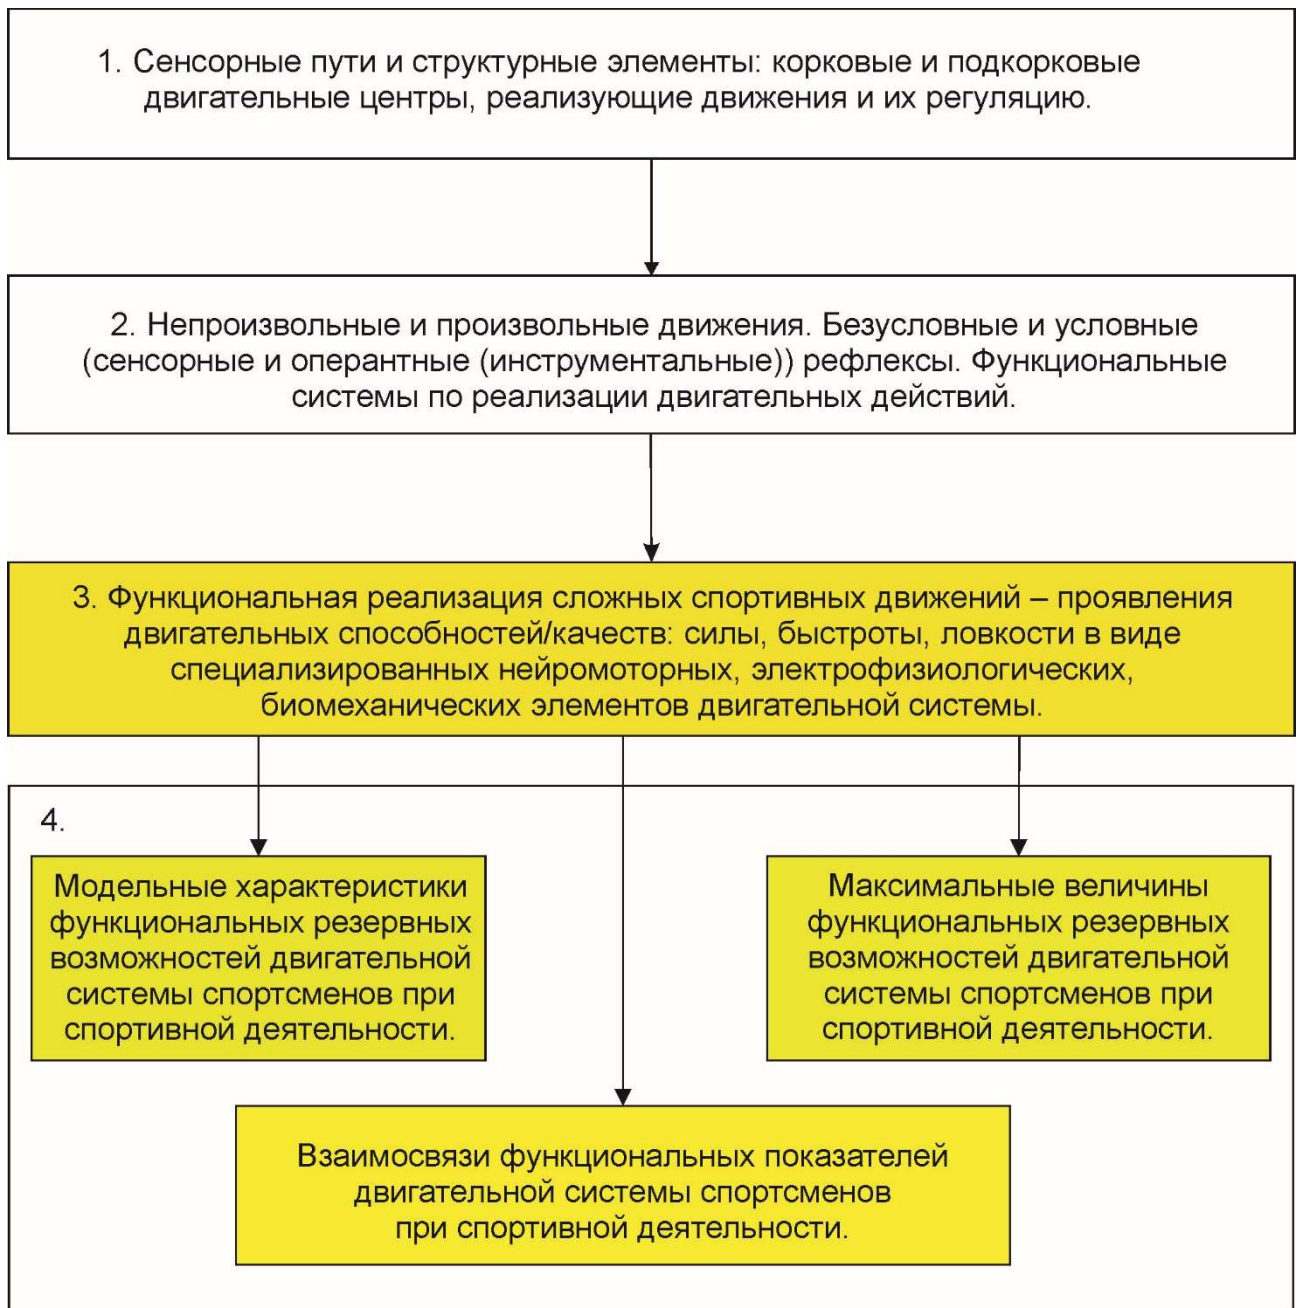 1. Сенсорные пути и структурные элементы: корковые и подкорковые
двигательные центры, реализующие движения и их регуляцию.
2. Непроизвольные и произвольные движения. Безусловные и условные
(сенсорные и оперантные (инструментальные)) рефлексы. Функциональные
системы по реализации двигательных действий.
3. Функциональная реализация сложных спортивных движений – проявления
двигательных способностей/качеств: силы, быстроты, ловкости в виде
специализированных нейромоторных, электрофизиологических,
биомеханических элементов двигательной системы.
4.
Модельные характеристики
функциональных резервных
возможностей двигательной
системы спортсменов при
спортивной деятельности.
Максимальные величины
функциональных резервных
возможностей двигательной
системы спортсменов при
спортивной деятельности.
Взаимосвязи функциональных показателей
двигательной системы спортсменов
при спортивной деятельности.